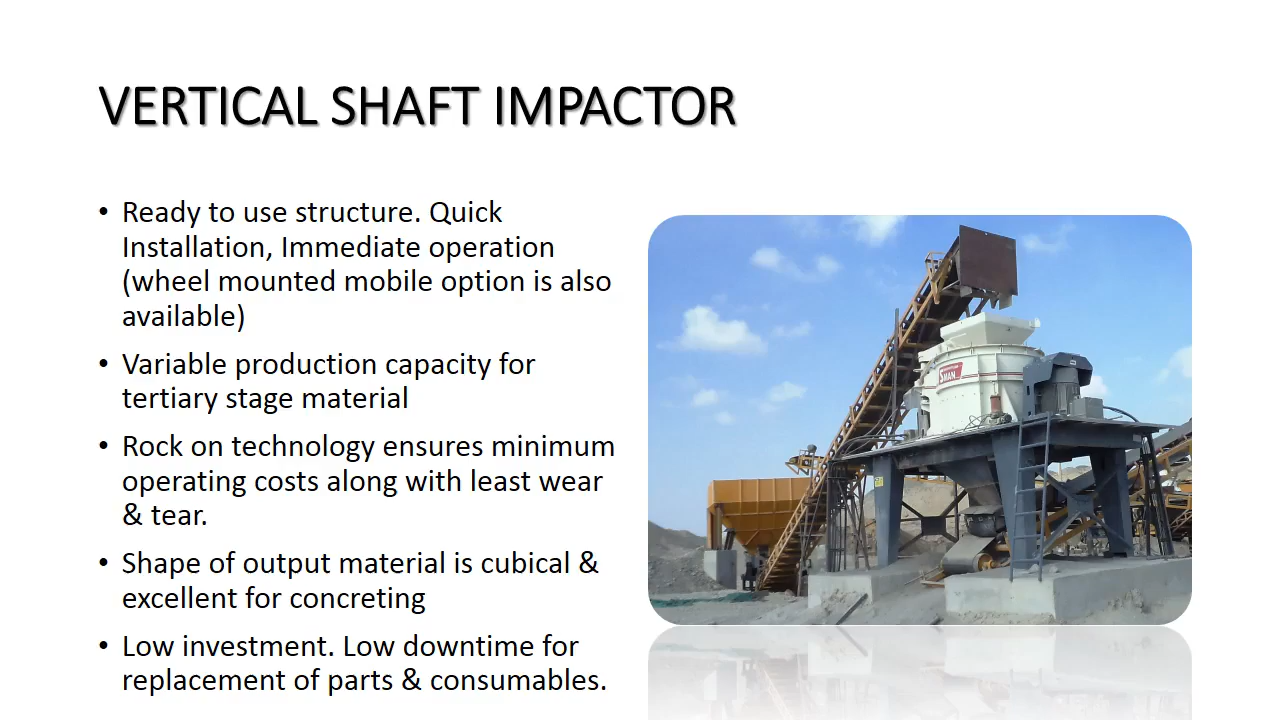 VERTICAL SHAFT IMPACTOR
• Ready to use structure. Quick
Installation, Immediate operation
(wheel mounted mobile option is also
available)
• Variable production capacity for
tertiary stage material
• Rock on technology ensures minimum
operating costs along with least wear
& tear.
• Shape of output material is cubical &
excellent for concreting
• Low investment. Low downtime for
replacement of parts & consumables.
SMAN